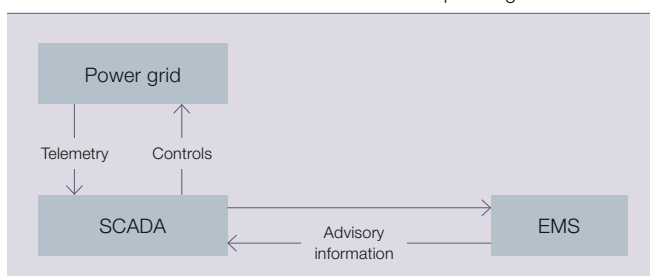 Power grid
Telemetry
Controls
SCADA
Advisory
information
EMS